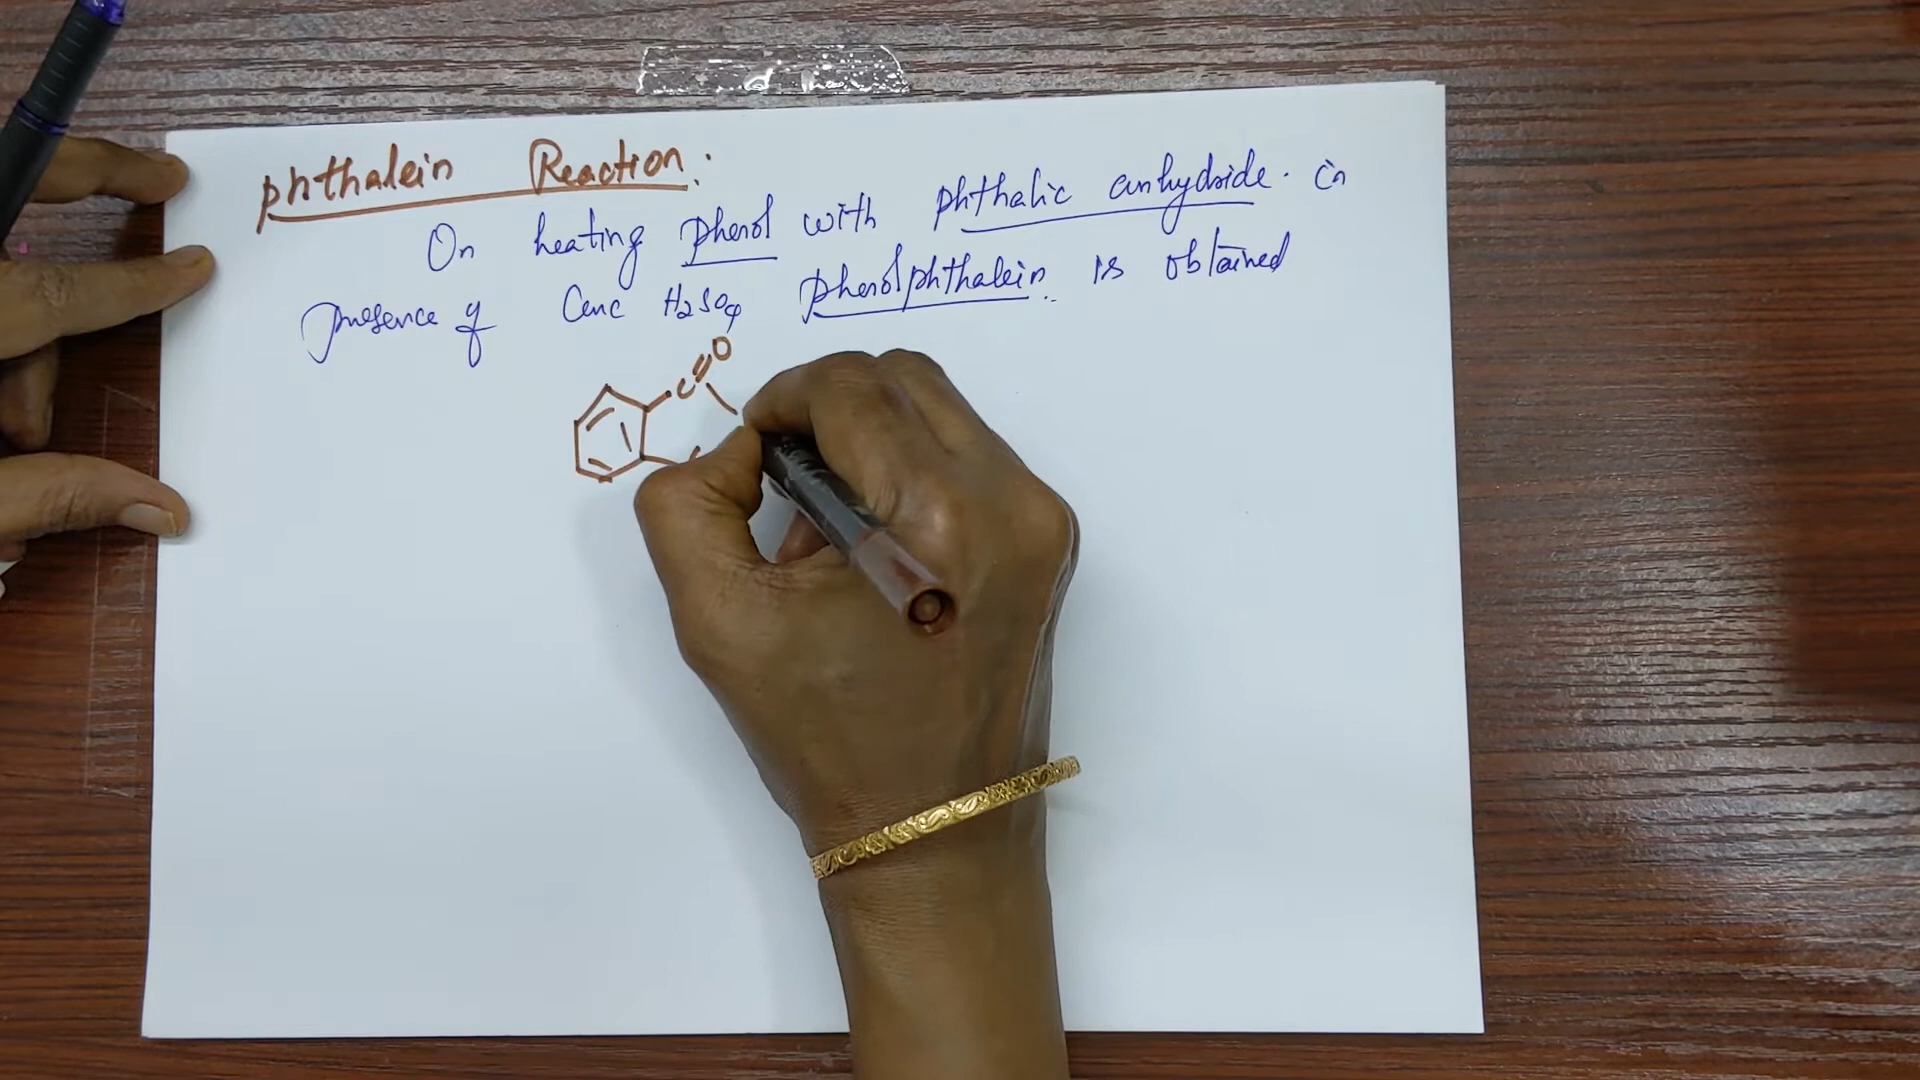 phthalein Reaction.
On heating phenol with phthalic anhydride. in
presence of Conc H2SO4 phenolphthalein is obtained
C O